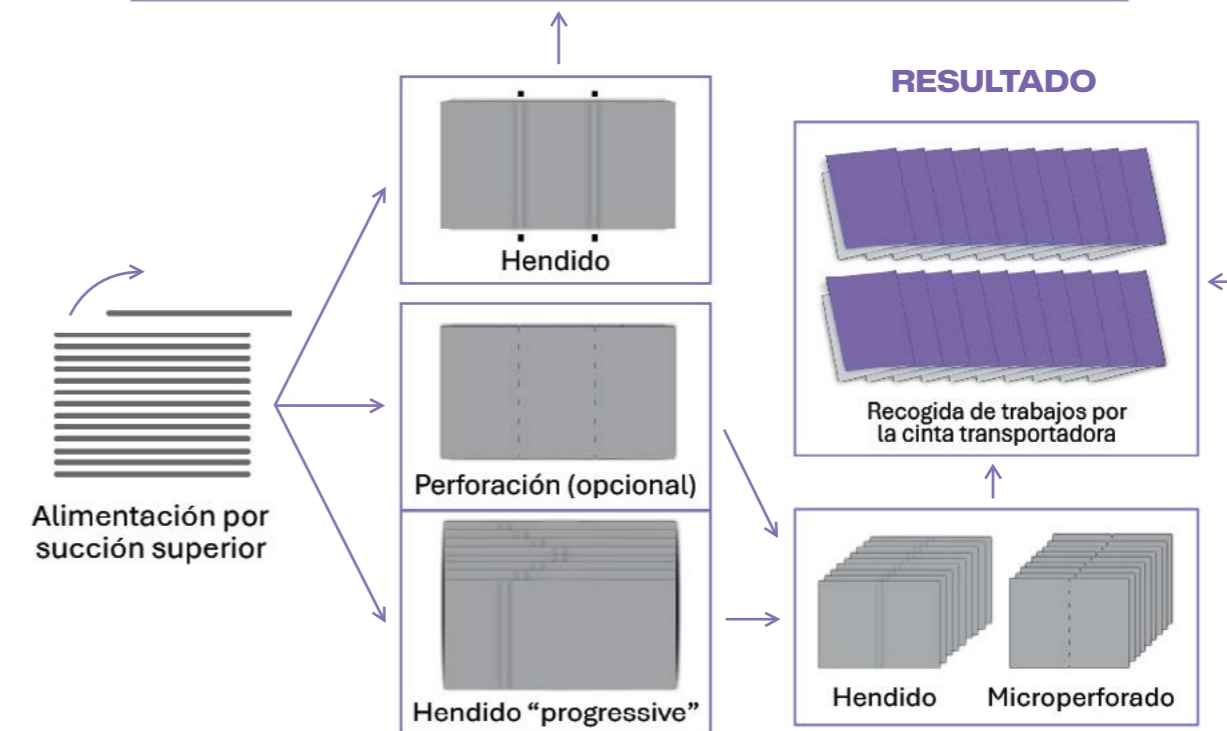 RESULTADO
Hendido
Recogida de trabajos por
la cinta transportadora
Perforación (opcional)
Alimentación por
succión superior
Hendido “progressive”
Hendido
Microperforado